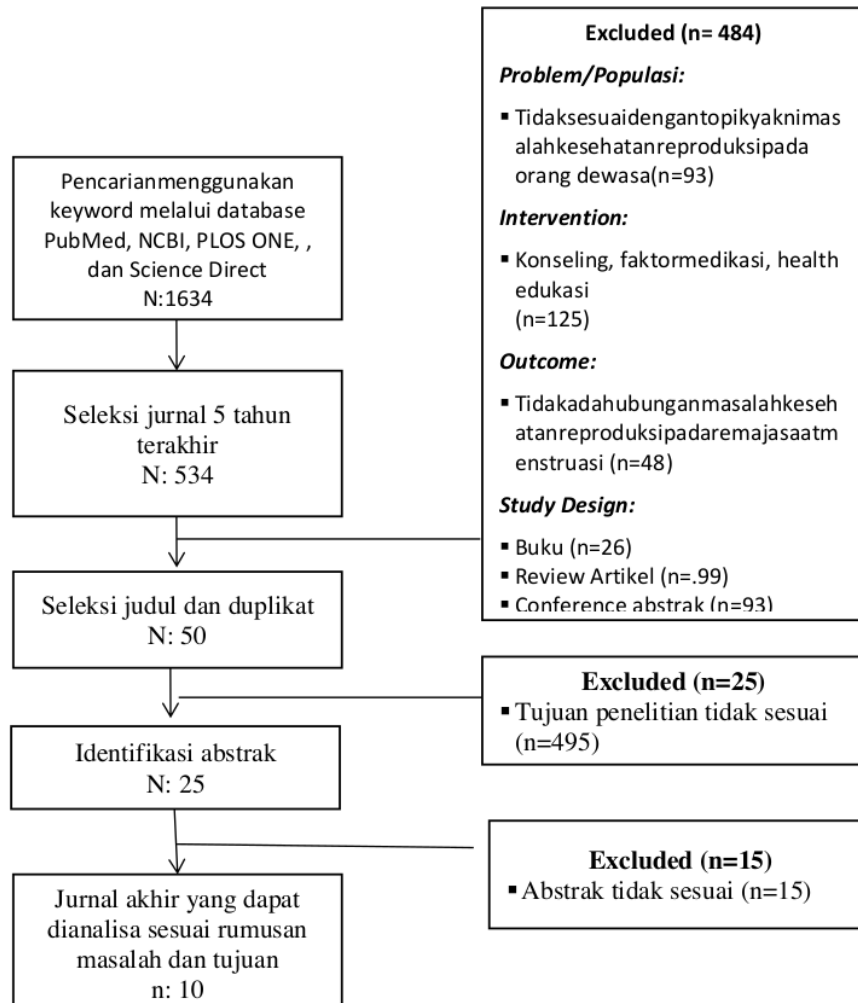 Pencarianmenggunakan
keyword melalui database
PubMed, NCBI, PLOS ONE, ,
dan Science Direct
N:1634
Seleksi jurnal 5 tahun
terakhir
N: 534
Seleksi judul dan duplikat
N: 50
Identifikasi abstrak
N: 25
Jurnal akhir yang dapat
dianalisa sesuai rumusan
masalah dan tujuan
n: 10
Excluded (n= 484)
Problem/Populasi:
▪ Tidaksesuaidengantopikyaknimas
alahkesehatanreproduksipada
orang dewasa(n=93)
Intervention:
▪ Konseling, faktormedikasi, health
edukasi
(n=125)
Outcome:
▪ Tidakadahubunganmasalahkeseh
atanreproduksipadaremajasaatm
enstruasi (n=48)
Study Design:
▪ Buku (n=26)
▪ Review Artikel (n=.99)
▪ Conference abstrak (n=93)
Excluded (n=25)
▪ Tujuan penelitian tidak sesuai
(n=495)
Excluded (n=15)
▪ Abstrak tidak sesuai (n=15)